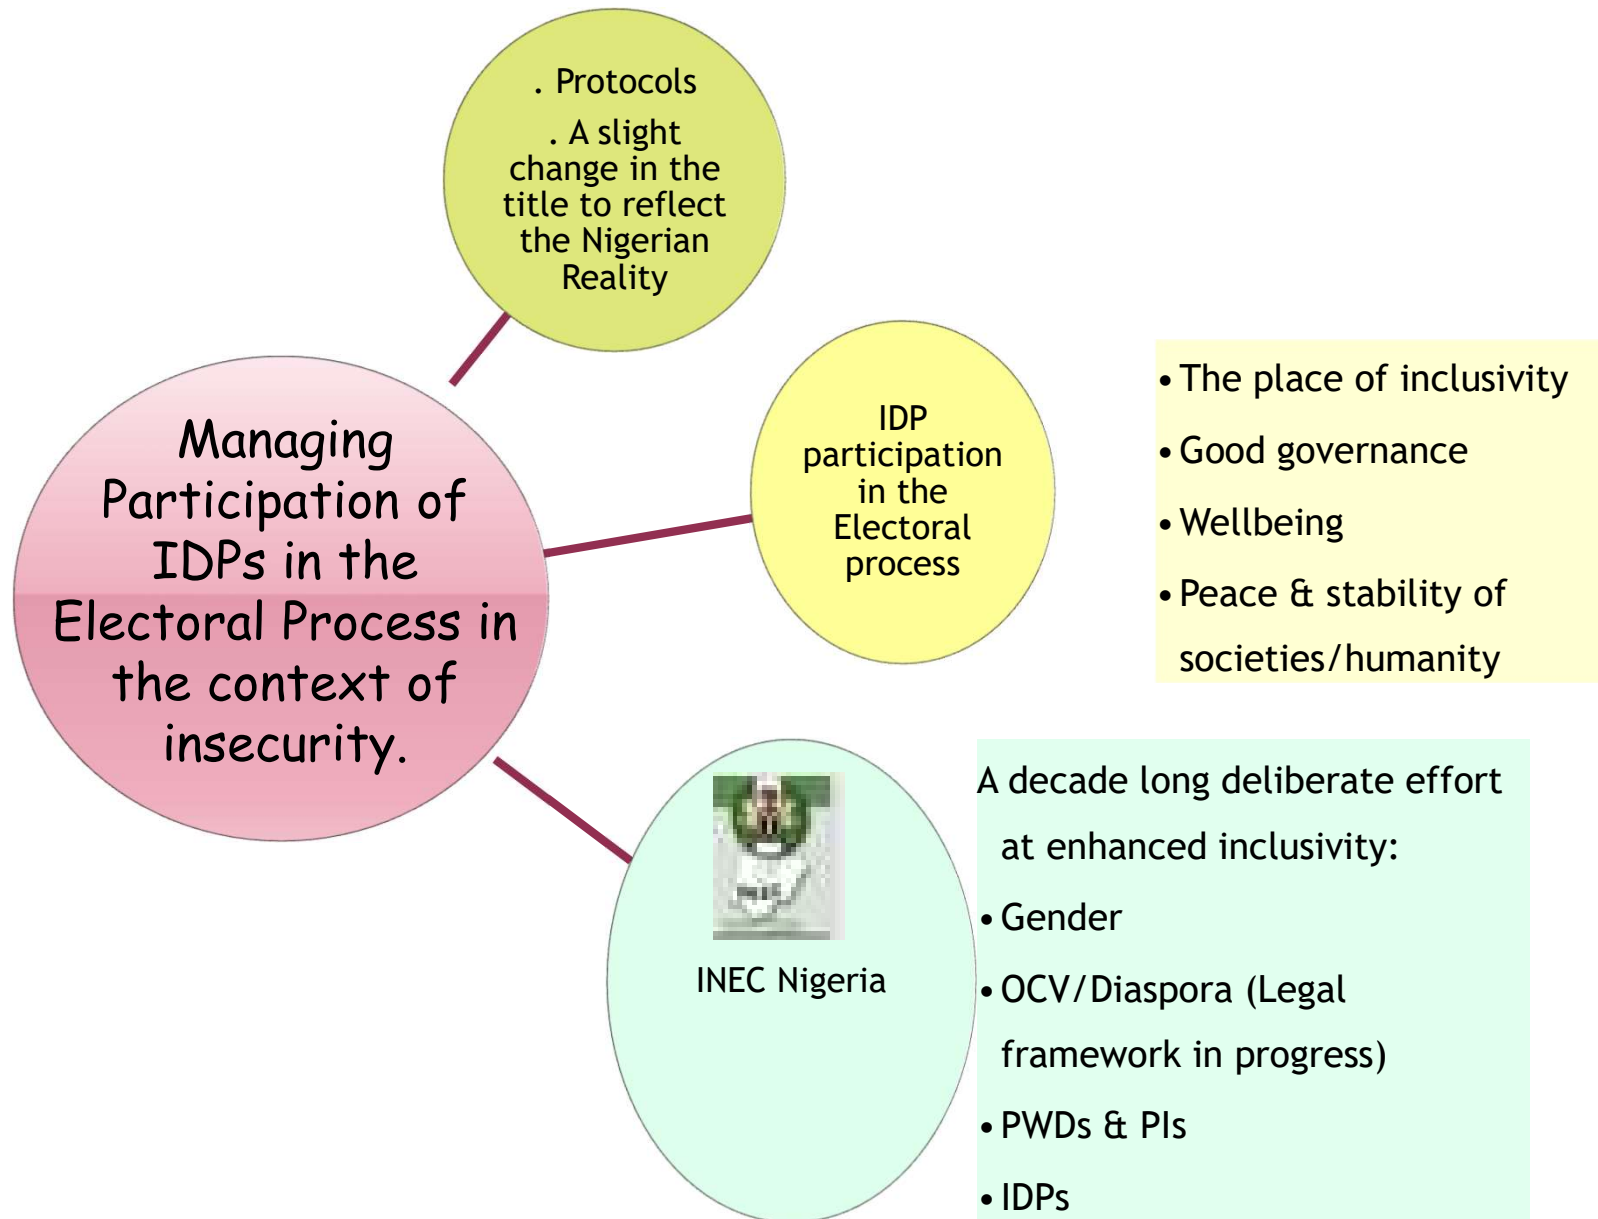 . Protocols
. A slight
change in the
title to reflect
the Nigerian
Reality
Managing
Participation of
IDPs in the
Electoral Process in
the context of
insecurity.
IDP
participation
in the
Electoral
process
• The place of inclusivity
• Good governance
• Wellbeing
• Peace & stability of
societies/humanity
INEC Nigeria
A decade long deliberate effort
at enhanced inclusivity:
• Gender
• OCV/Diaspora (Legal
framework in progress)
• PWDs & PIs
• IDPs